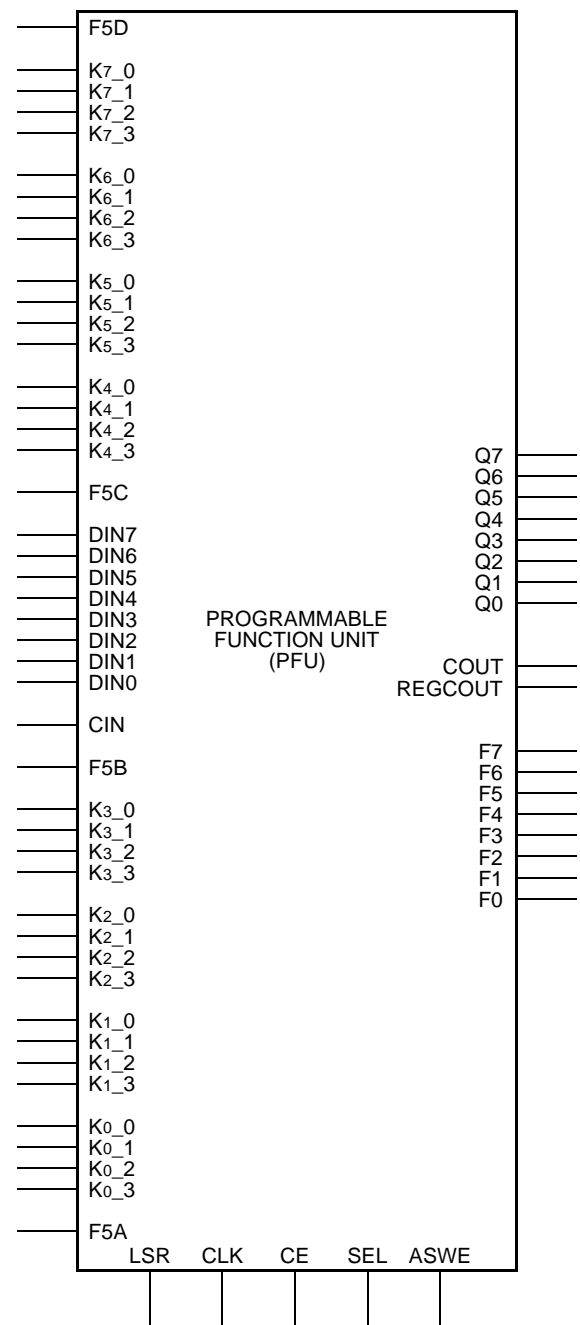 F5D
K7_0
K7_1
K7_2
K7_3
K6_0
K6_1
K6_2
K6_3
K5_0
K5_1
K5_2
K5_3
K4_0
K4_1
K4_2
K4_3
F5C
DIN7
DIN6
DIN5
DIN4
DIN3
DIN2
DIN1
DIN0
CIN
F5B
K3_0
K3_1
K3_2
K3_3
K2_0
K2_1
K2_2
K2_3
K1_0
K1_1
K1_2
K1_3
K0_0
K0_1
K0_2
K0_3
F5A
PROGRAMMABLE
FUNCTION UNIT
(PFU)
Q7
Q6
Q5
Q4
Q3
Q2
Q1
Q0
COUT
REGCOUT
F7
F6
F5
F4
F3
F2
F1
F0
LSR CLK CE SEL ASWE